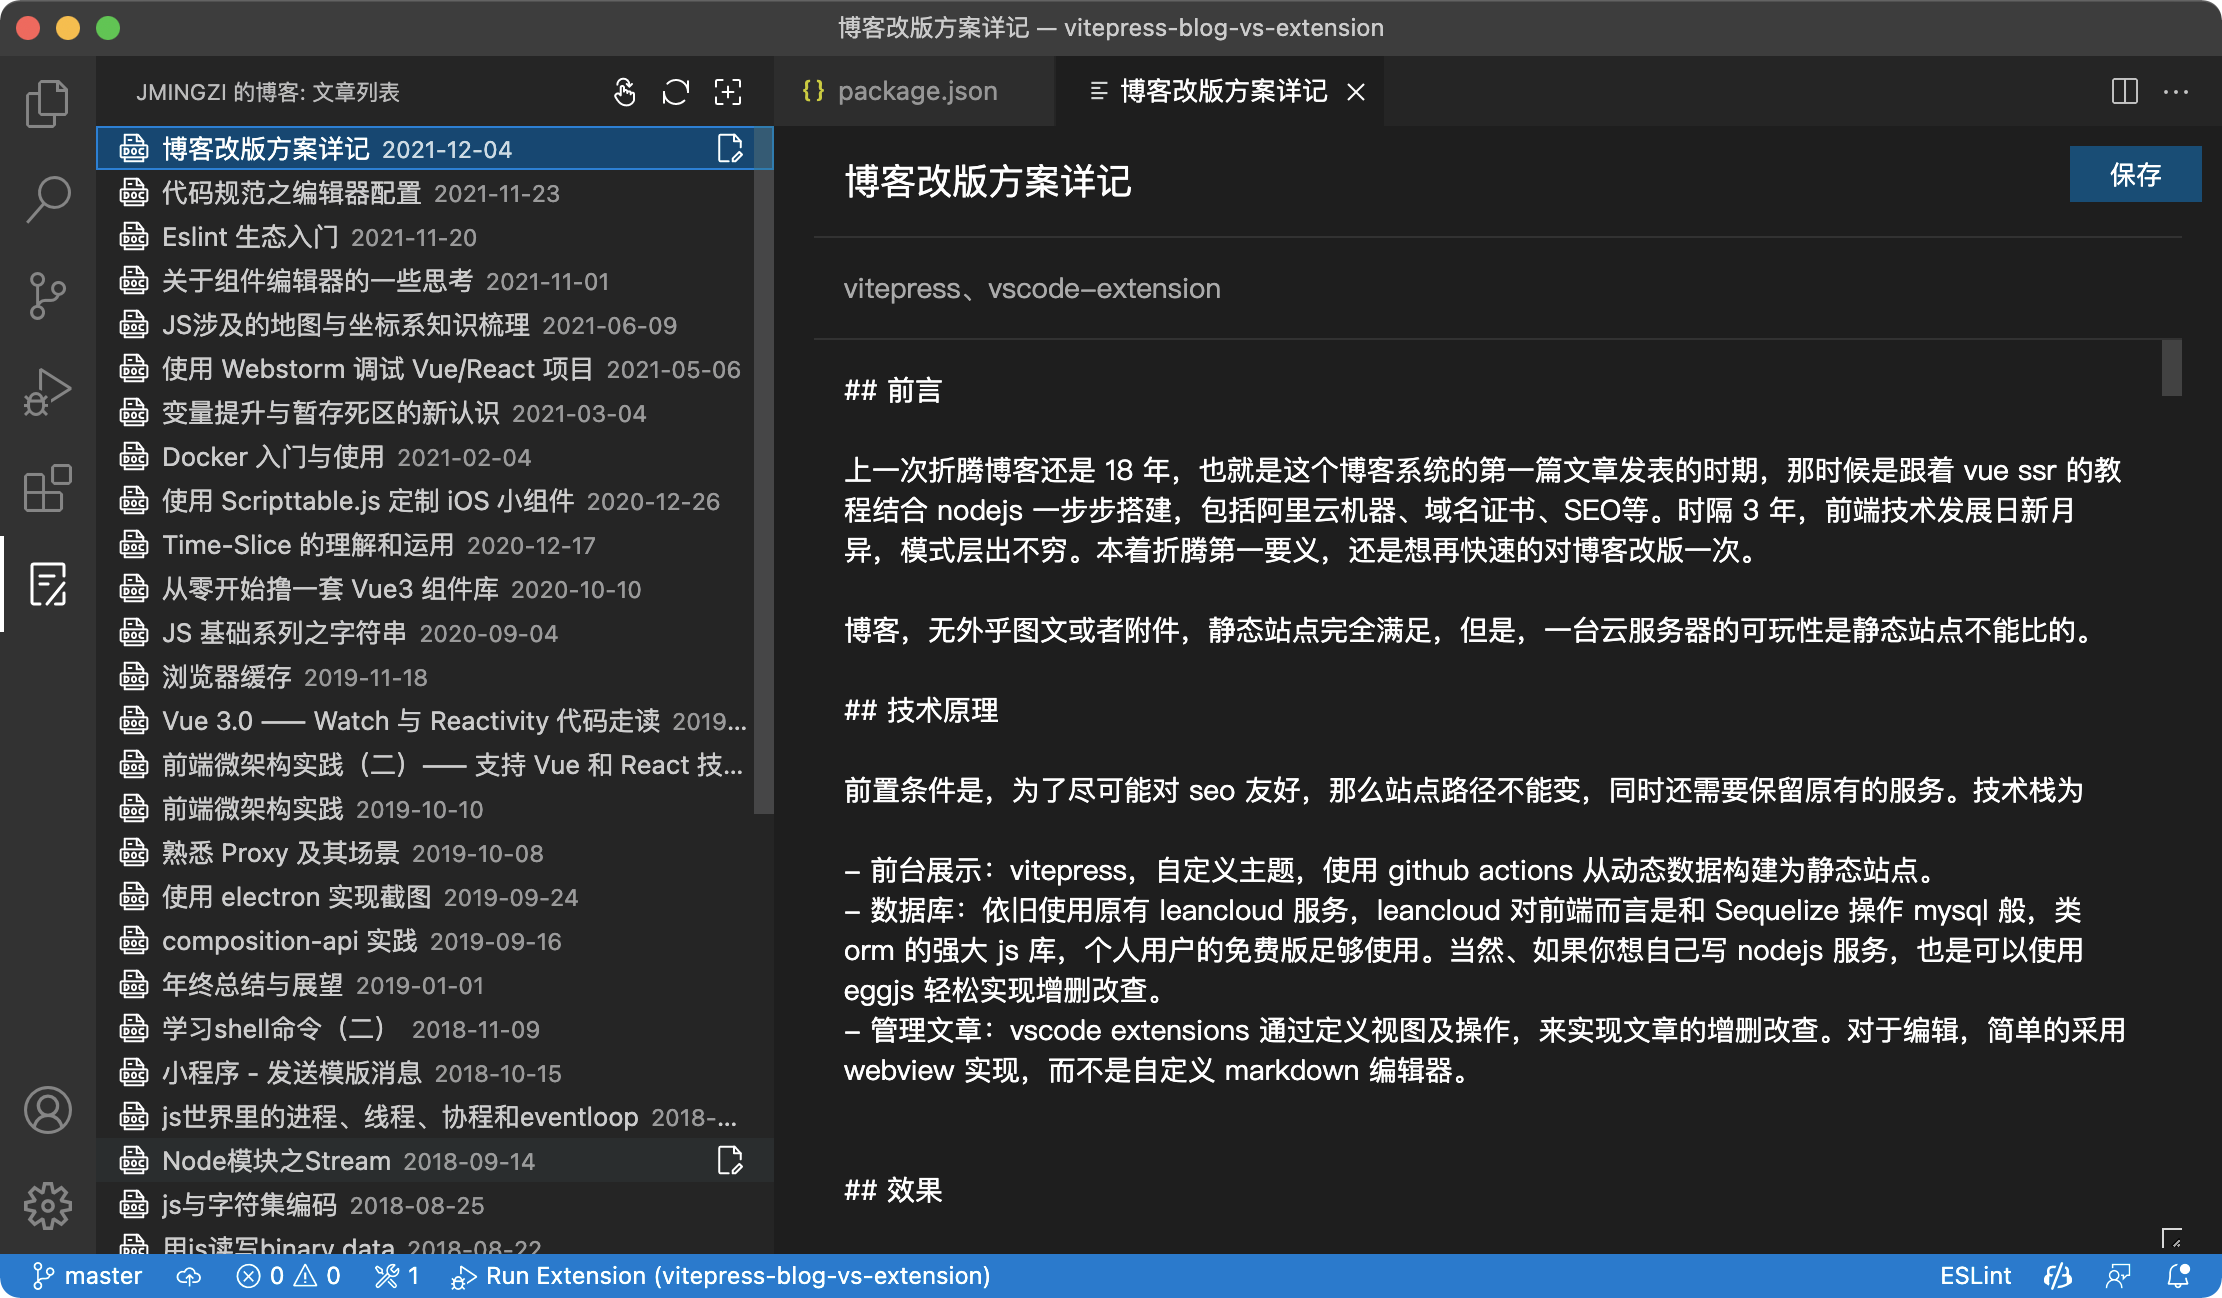 博客改版方案详记 — vitepress-blog-vs-extension
JMINGZI 的博客: 文章列表
博客改版方案详记 2021-12-04
代码规范之编辑器配置 2021-11-23
Eslint 生态入门 2021-11-20
关于组件编辑器的一些思考 2021-11-01
JS涉及的地图与坐标系知识梳理 2021-06-09
使用 Webstorm 调试 Vue/React 项目 2021-05-06
变量提升与暂存死区的新认识 2021-03-04
Docker 入门与使用 2021-02-04
使用 Scripttable.js 定制 iOS 小组件 2020-12-26
Time-Slice 的理解和运用 2020-12-17
从零开始撸一套 Vue3 组件库 2020-10-10
JS 基础系列之字符串 2020-09-04
浏览器缓存 2019-11-18
Vue 3.0 —— Watch 与 Reactivity 代码走读 2019...
前端微架构实践（二）—— 支持 Vue 和 React 技...
前端微架构实践 2019-10-10
熟悉 Proxy 及其场景 2019-10-08
使用 electron 实现截图 2019-09-24
composition-api 实践 2019-09-16
年终总结与展望 2019-01-01
学习shell命令（二） 2018-11-09
小程序 - 发送模版消息 2018-10-15
js世界里的进程、线程、协程和eventloop 2018-...
Node模块之Stream 2018-09-14
js与字符集编码 2018-08-25
用js读写binary data 2018-08-22
{} package.json
博客改版方案详记
博客改版方案详记
保存
vitepress、vscode-extension
## 前言
上一次折腾博客还是 18 年，也就是这个博客系统的第一篇文章发表的时期，那时候是跟着 vue ssr 的教
程结合 nodejs 一步步搭建，包括阿里云机器、域名证书、SEO等。时隔 3 年，前端技术发展日新月
异，模式层出不穷。本着折腾第一要义，还是想再快速的对博客改版一次。
博客，无外乎图文或者附件，静态站点完全满足，但是，一台云服务器的可玩性是静态站点不能比的。
## 技术原理
前置条件是，为了尽可能对 seo 友好，那么站点路径不能变，同时还需要保留原有的服务。技术栈为
- 前台展示：vitepress，自定义主题，使用 github actions 从动态数据构建为静态站点。
- 数据库：依旧使用原有 leancloud 服务，leancloud 对前端而言是和 Sequelize 操作 mysql 般，类
orm 的强大 js 库，个人用户的免费版足够使用。当然、如果你想自己写 nodejs 服务，也是可以使用
eggjs 轻松实现增删改查。
- 管理文章：vscode extensions 通过定义视图及操作，来实现文章的增删改查。对于编辑，简单的采用
webview 实现，而不是自定义 markdown 编辑器。
## 效果
master 0 0 1 Run Extension (vitepress-blog-vs-extension)
ESLint